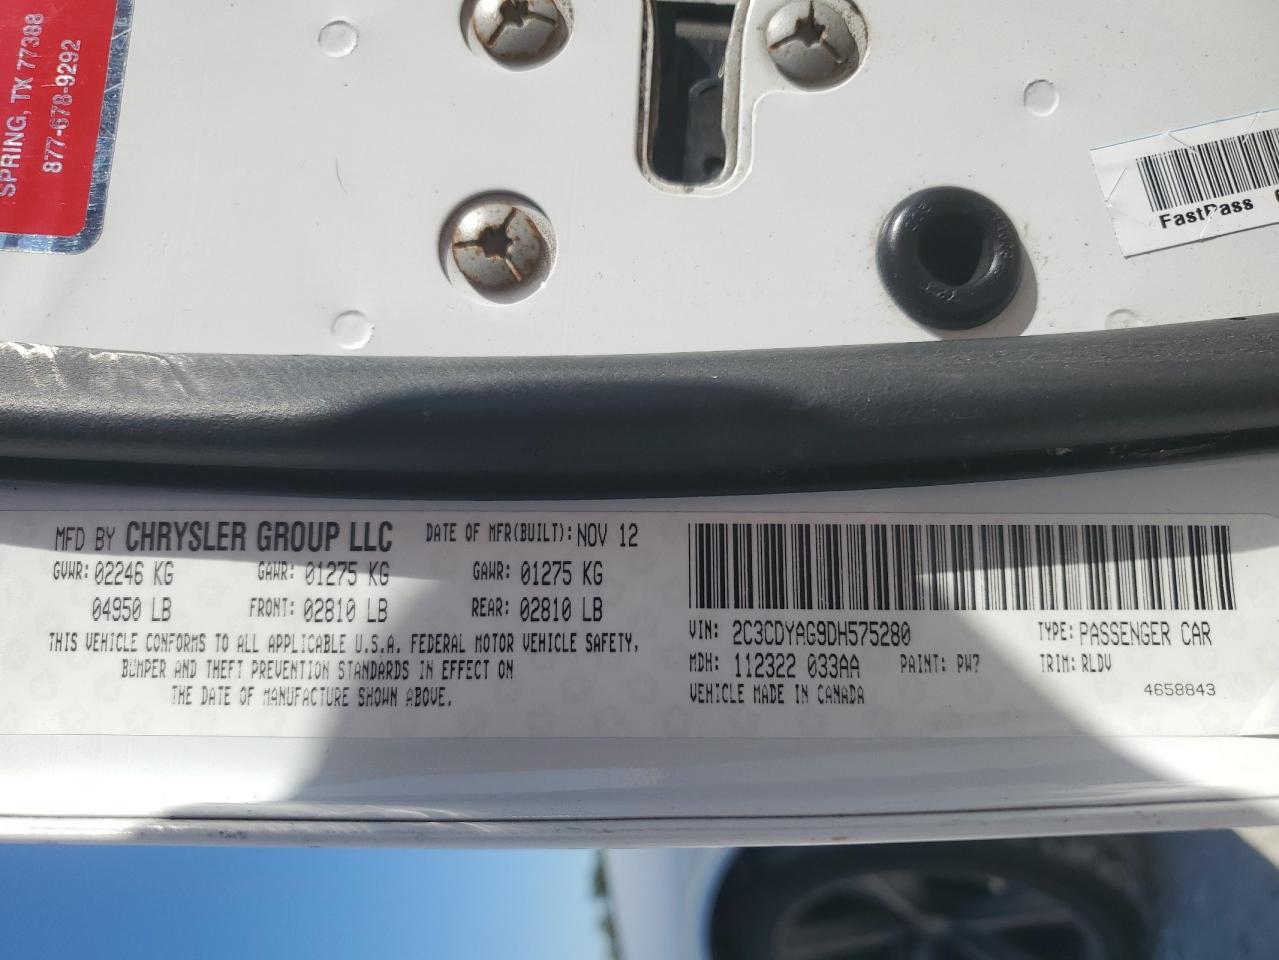 SPRING, TX 77388
877-678-9292
FastPass
MFD BY CHRYSLER GROUP LLC DATE OF MFR(BUILT): NOV 12
GVWR: 02246 KG GAWR: 01275 KG GAWR: 01275 KG
04950 LB FRONT: 02810 LB REAR: 02810 LB
THIS VEHICLE CONFORMS TO ALL APPLICABLE U.S.A. FEDERAL MOTOR VEHICLE SAFETY,
BUMPER AND THEFT PREVENTION STANDARDS IN EFFECT ON
THE DATE OF MANUFACTURE SHOWN ABOVE.
VIN: 2C3CDYAG9DH575280 TYPE: PASSENGER CAR
MDH: 112322 033AA PAINT: PW7 TRIM: RLDV
VEHICLE MADE IN CANADA 4658843